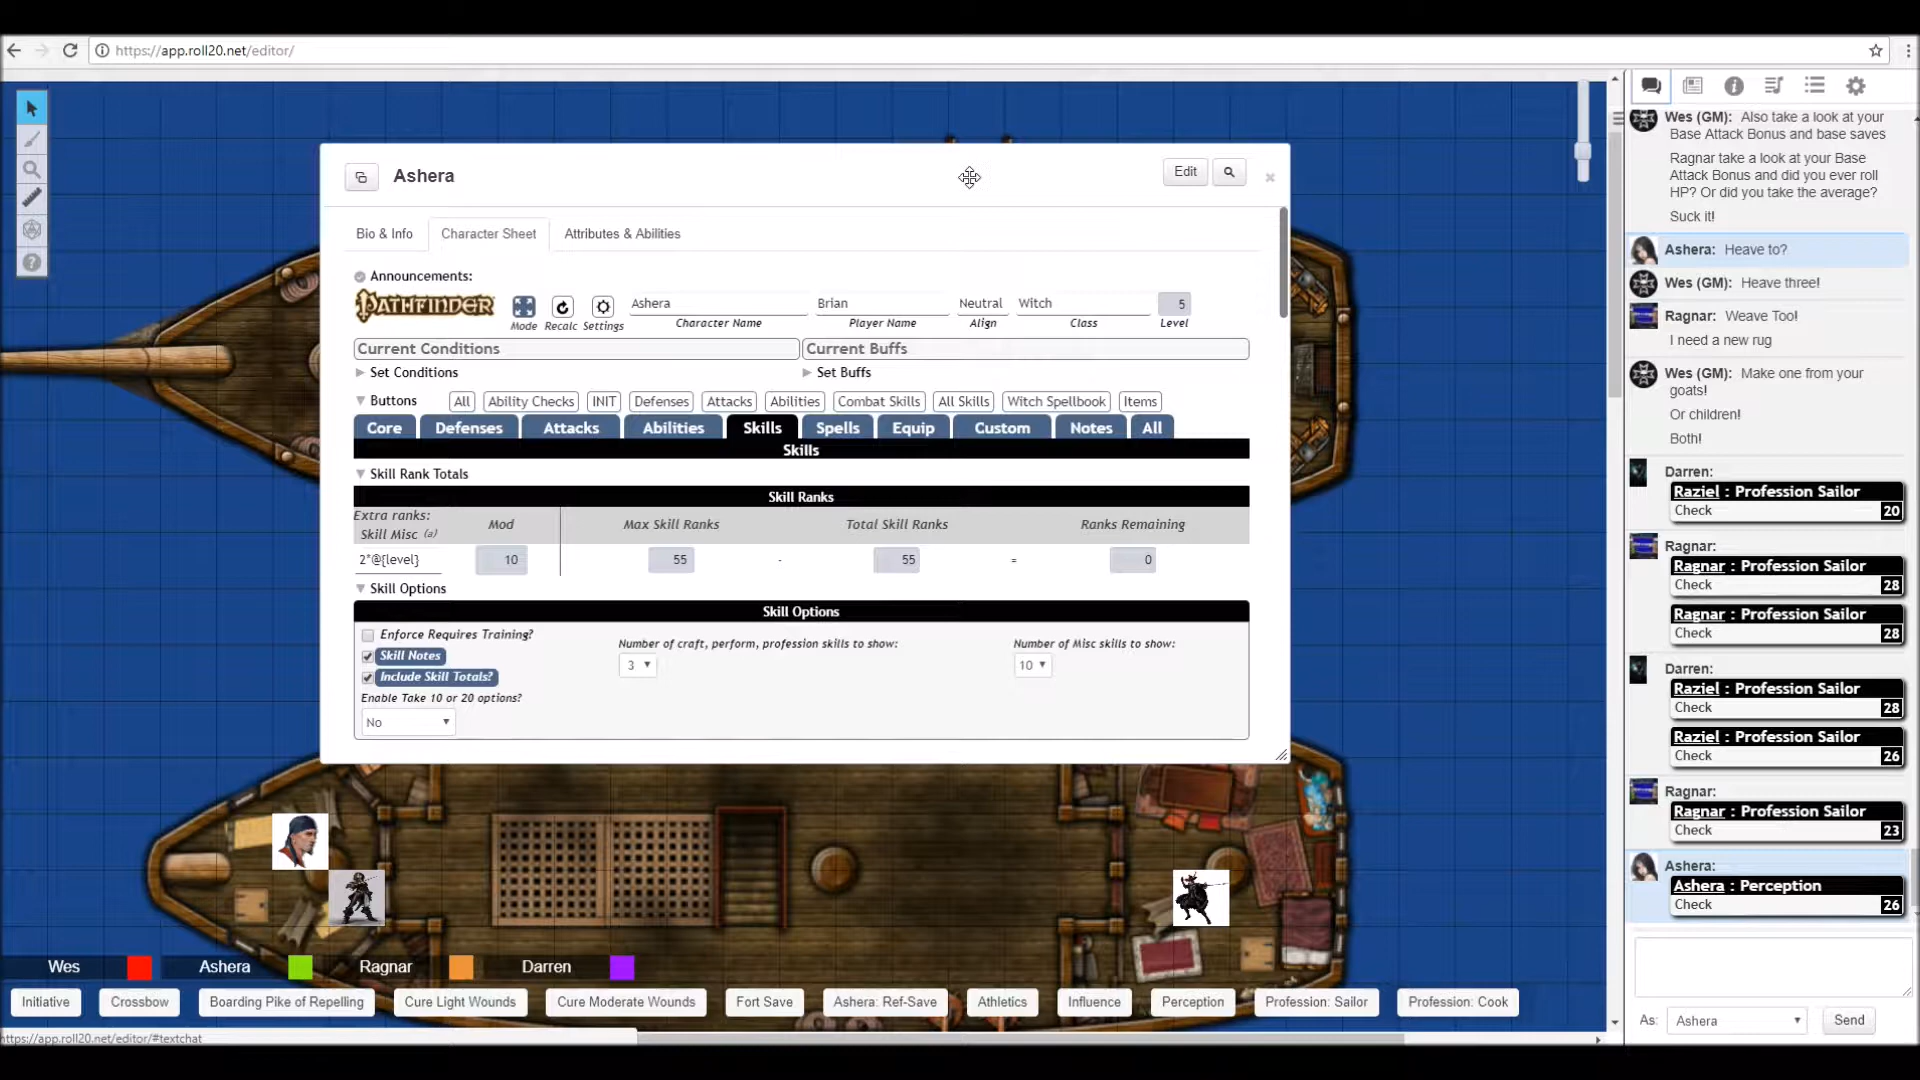 https://app.roll20.net/editor/
Ashera
Edit
Bio & Info
Character Sheet
Attributes & Abilities
Announcements:
PATHFINDER
Mode
Recalc
Settings
Ashera
Character Name
Brian
Player Name
Neutral
Align
Witch
Class
5
Level
Current Conditions
Current Buffs
Set Conditions
Set Buffs
Buttons
All
Ability Checks
INIT
Defenses
Attacks
Abilities
Combat Skills
All Skills
Witch Spellbook
Items
Core
Defenses
Attacks
Abilities
Skills
Spells
Equip
Custom
Notes
All
Skills
Skill Rank Totals
Skill Ranks
Extra ranks:
Skill Misc (a)
Mod
Max Skill Ranks
Total Skill Ranks
Ranks Remaining
2*@{level}
10
55
-
55
=
0
Skill Options
Skill Options
Enforce Requires Training?
Skill Notes
Include Skill Totals?
Enable Take 10 or 20 options?
No
Number of craft, perform, profession skills to show:
3
Number of Misc skills to show:
10
Wes
Ashera
Ragnar
Darren
Initiative
Crossbow
Boarding Pike of Repelling
Cure Light Wounds
Cure Moderate Wounds
Fort Save
Ashera: Ref-Save
Athletics
Influence
Perception
Profession: Sailor
Profession: Cook
https://app.roll20.net/editor/#textchat
Wes (GM): Also take a look at your
Base Attack Bonus and base saves
Ragnar take a look at your Base
Attack Bonus and did you ever roll
HP? Or did you take the average?
Suck it!
Ashera: Heave to?
Wes (GM): Heave three!
Ragnar: Weave Too!
I need a new rug
Wes (GM): Make one from your
goats!
Or children!
Both!
Darren:
Raziel : Profession Sailor
Check 20
Ragnar:
Ragnar : Profession Sailor
Check 28
Ragnar : Profession Sailor
Check 28
Darren:
Raziel : Profession Sailor
Check 28
Raziel : Profession Sailor
Check 26
Ragnar:
Ragnar : Profession Sailor
Check 23
Ashera:
Ashera : Perception
Check 26
As: Ashera
Send